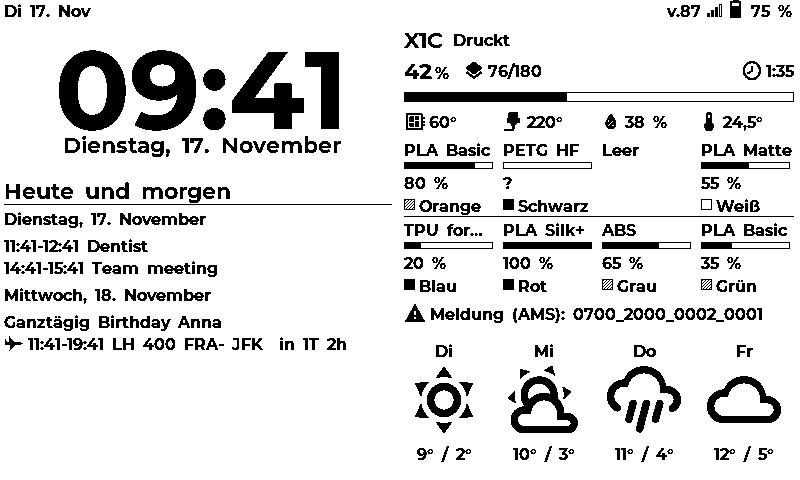 Di 17. Nov
v.87 75 %
09:41
Dienstag, 17. November
Heute und morgen
Dienstag, 17. November
11:41-12:41 Dentist
14:41-15:41 Team meeting
Mittwoch, 18. November
Ganztägig Birthday Anna
11:41-19:41 LH 400 FRA- JFK in 1T 2h
X1C Druckt
42% 76/180 1:35
60° 220° 38 % 24,5°
PLA Basic PETG HF Leer PLA Matte
80 % ? 55 %
Orange Schwarz Weiß
TPU for... PLA Silk+ ABS PLA Basic
20 % 100 % 65 % 35 %
Blau Rot Grau Grün
Meldung (AMS): 0700_2000_0002_0001
Di Mi Do Fr
9° / 2° 10° / 3° 11° / 4° 12° / 5°